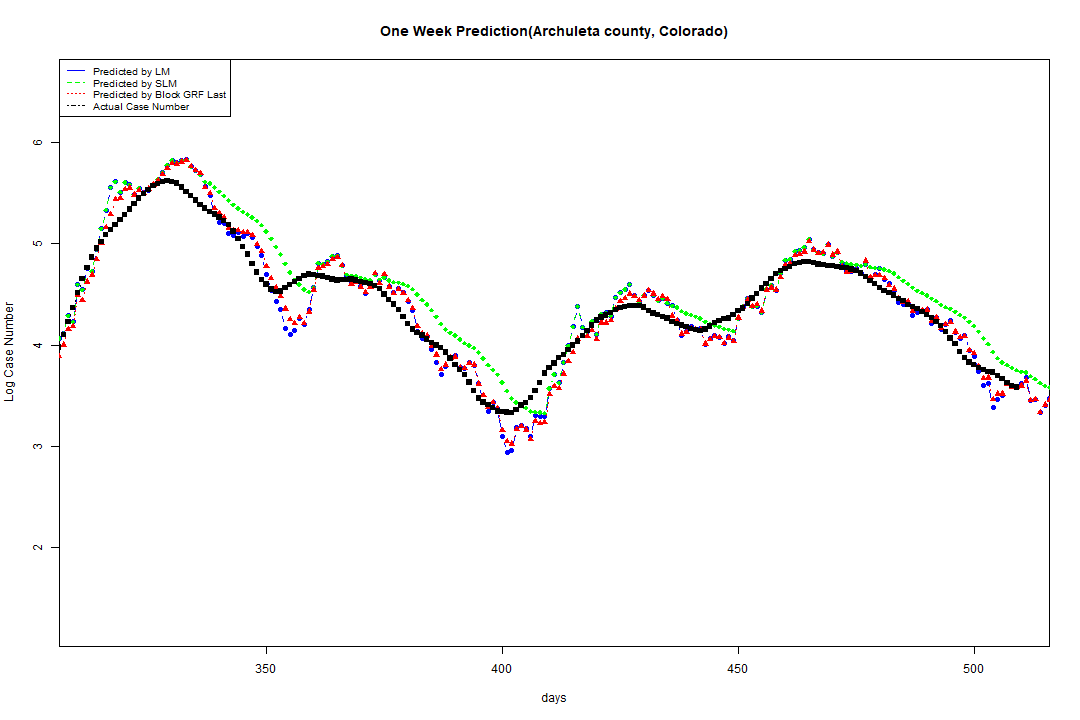 One Week Prediction(Archuleta county, Colorado)
Predicted by LM
Predicted by SLM
Predicted by Block GRF Last
Actual Case Number
6
5
4
3
2
Log Case Number
350 400 450 500
days